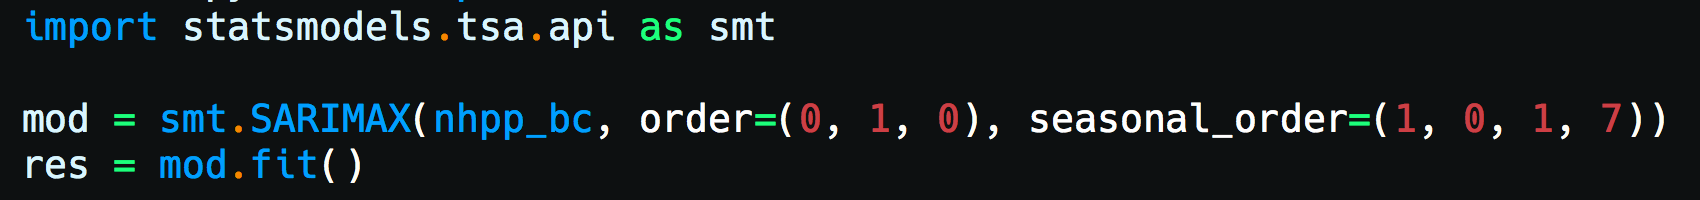 import statsmodels.tsa.api as smt
mod = smt.SARIMAX(nhpp_bc, order=(0, 1, 0), seasonal_order=(1, 0, 1, 7))
res = mod.fit()